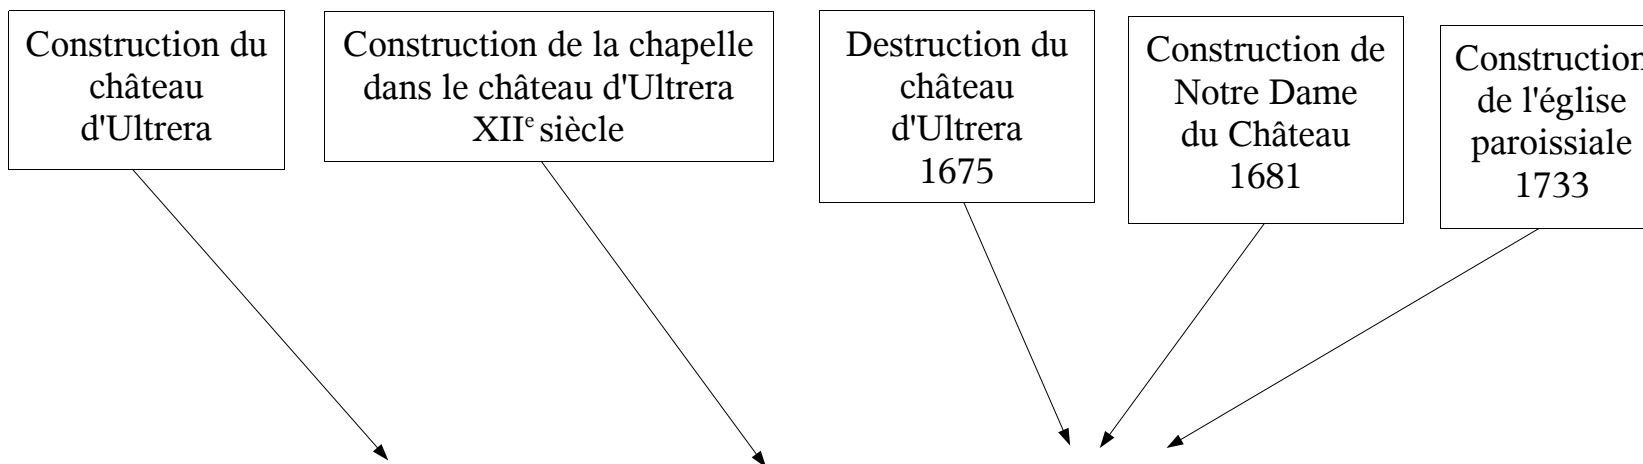 Construction du
château
d'Ultrera
Construction de la chapelle
dans le château d'Ultrera
XIIe siècle
Destruction du
château
d'Ultrera
1675
Construction de
Notre Dame
du Château
1681
Construction
de l'église
paroissiale
1733